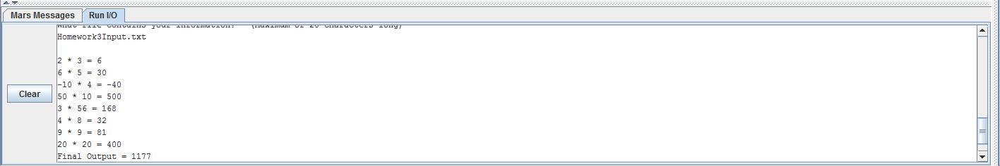 Mars Messages Run I/O
What file contains your information? (Maximum of 20 characters long)
Homework3Input.txt
2 * 3 = 6
6 * 5 = 30
-10 * 4 = -40
50 * 10 = 500
Clear
3 * 56 = 168
4 * 8 = 32
9 * 9 = 81
20 * 20 = 400
Final Output = 1177